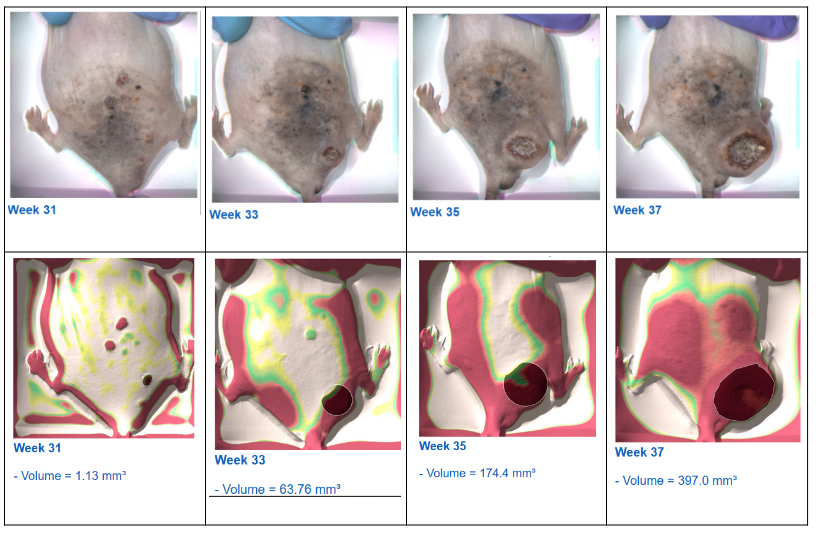 Week 31
Week 33
Week 35
Week 37
Week 31
- Volume = 1.13 mm³
Week 33
- Volume = 63.76 mm³
Week 35
- Volume = 174.4 mm³
Week 37
- Volume = 397.0 mm³